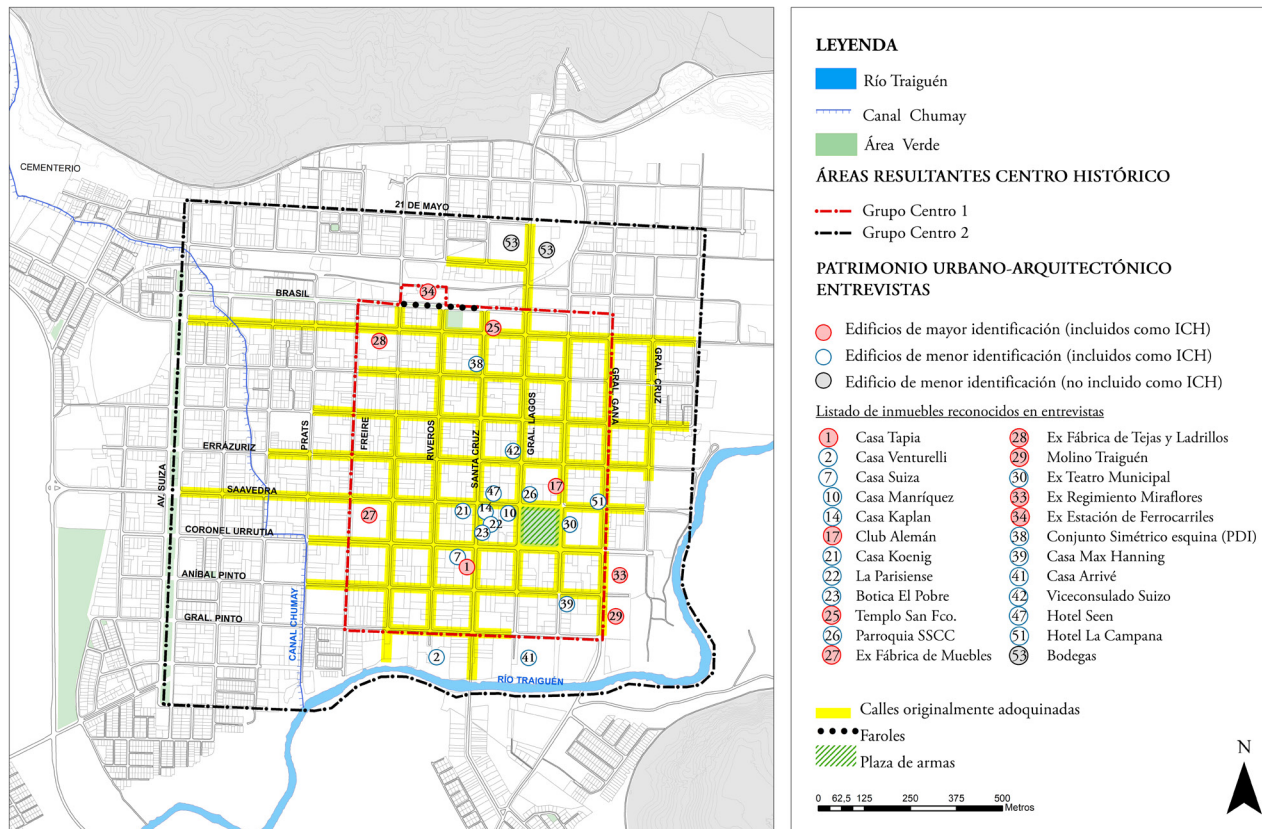 CEMENTERIO
21 DE MAYO
53
53
BRASIL
34
25
28
38
GRAL. CRUZ
GRAL. GANA
GRAL. LAGOS
FREIRE
PRATS
RIVEROS
SANTA CRUZ
ERRÁZURIZ
42
AV. SUIZA
SAAVEDRA
47
26
17
51
27
21
14
10
22
23
30
CORONEL URRUTIA
7
1
ANÍBAL PINTO
33
39
29
GRAL. PINTO
CANAL CHUMAY
2
41
RÍO TRAIGUÉN
LEYENDA
Río Traiguén
Canal Chumay
Área Verde
ÁREAS RESULTANTES CENTRO HISTÓRICO
Grupo Centro 1
Grupo Centro 2
PATRIMONIO URBANO-ARQUITECTÓNICO
ENTREVISTAS
Edificios de mayor identificación (incluidos como ICH)
Edificios de menor identificación (incluidos como ICH)
Edificio de menor identificación (no incluido como ICH)
Listado de inmuebles reconocidos en entrevistas
1 Casa Tapia
2 Casa Venturelli
7 Casa Suiza
10 Casa Manríquez
14 Casa Kaplan
17 Club Alemán
21 Casa Koenig
22 La Parisiense
23 Botica El Pobre
25 Templo San Fco.
26 Parroquia SSCC
27 Ex Fábrica de Muebles
28 Ex Fábrica de Tejas y Ladrillos
29 Molino Traiguén
30 Ex Teatro Municipal
33 Ex Regimiento Miraflores
34 Ex Estación de Ferrocarriles
38 Conjunto Simétrico esquina (PDI)
39 Casa Max Hanning
41 Casa Arrivé
42 Viceconsulado Suizo
47 Hotel Seen
51 Hotel La Campana
53 Bodegas
Calles originalmente adoquinadas
Faroles
Plaza de armas
N
0 62,5 125 250 375 500
Metros